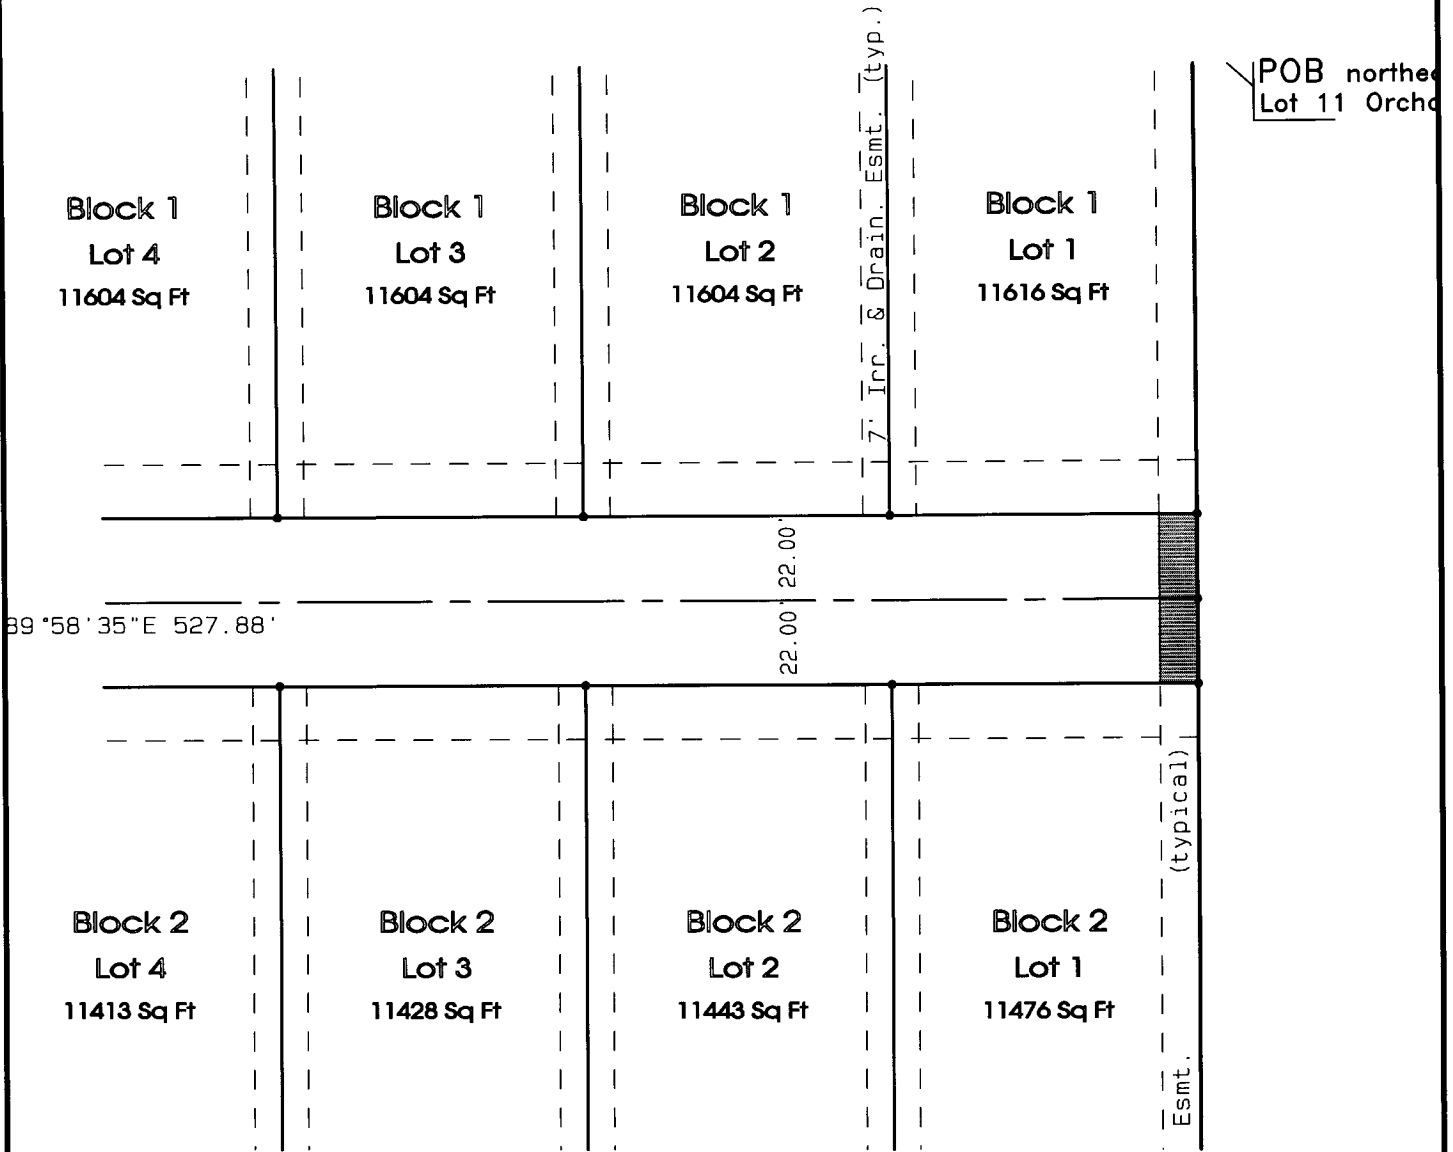 POB northe
Lot 11 Orch
Block 1
Lot 4
11604 Sq Ft
Block 1
Lot 3
11604 Sq Ft
Block 1
Lot 2
11604 Sq Ft
7' Irr. & Drain. Esmt. (typ.)
Block 1
Lot 1
11616 Sq Ft
22.00'
22.00'
89°58'35"E 527.88'
Block 2
Lot 4
11413 Sq Ft
Block 2
Lot 3
11428 Sq Ft
Block 2
Lot 2
11443 Sq Ft
Block 2
Lot 1
11476 Sq Ft
Esmt. (typical)